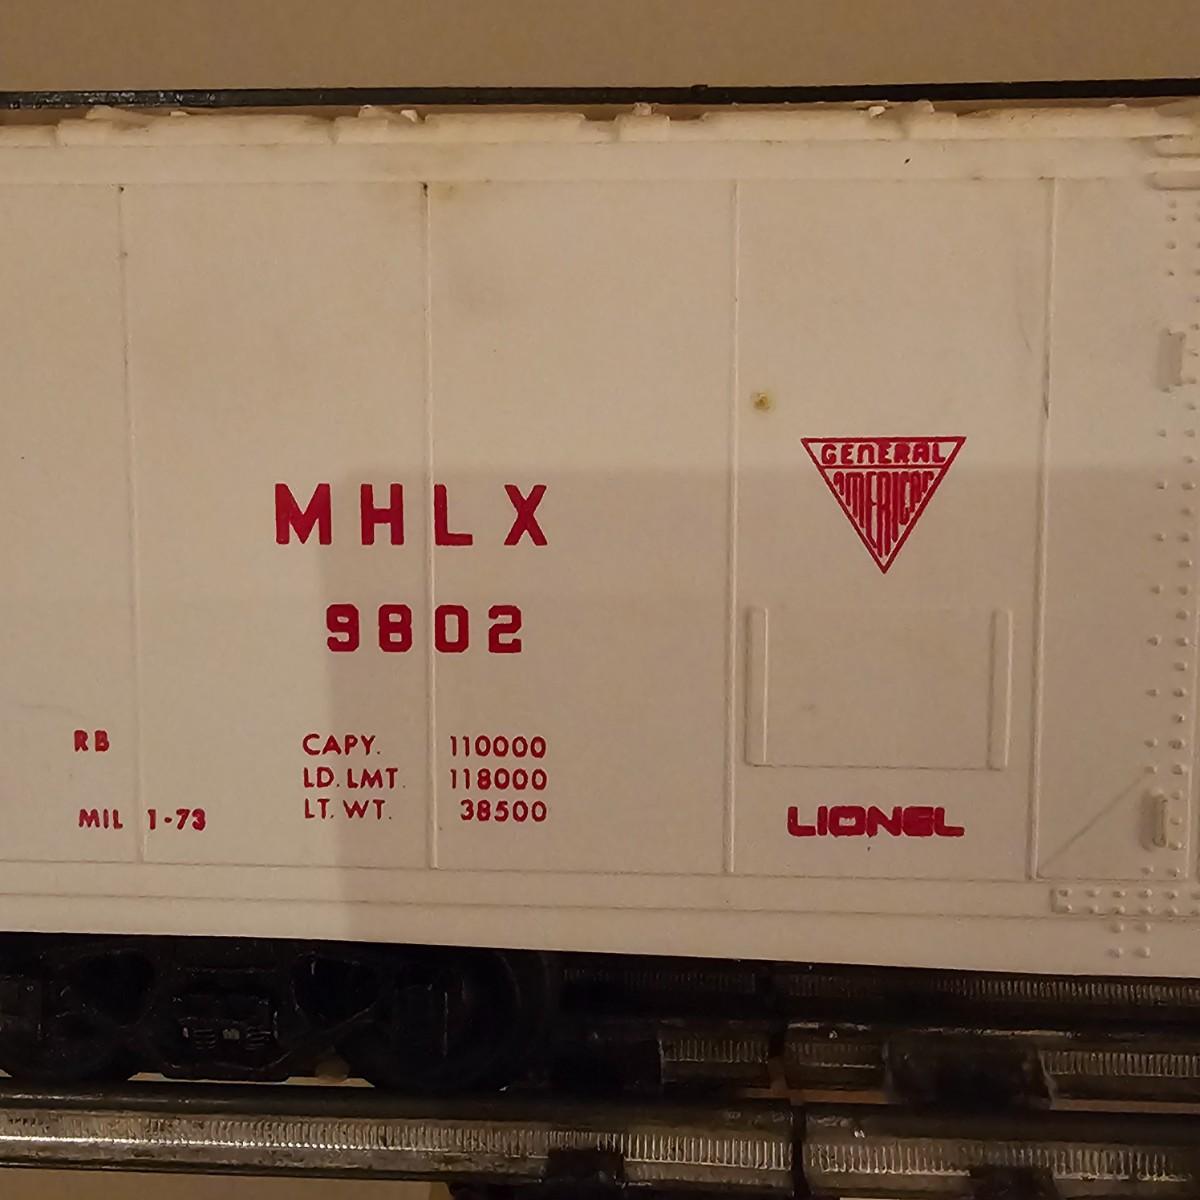 MHLX
9802
RB
CAPY. 110000
LD. LMT. 118000
LT. WT. 38500
MIL 1-73
GENERAL
AMERICAN
LIONEL